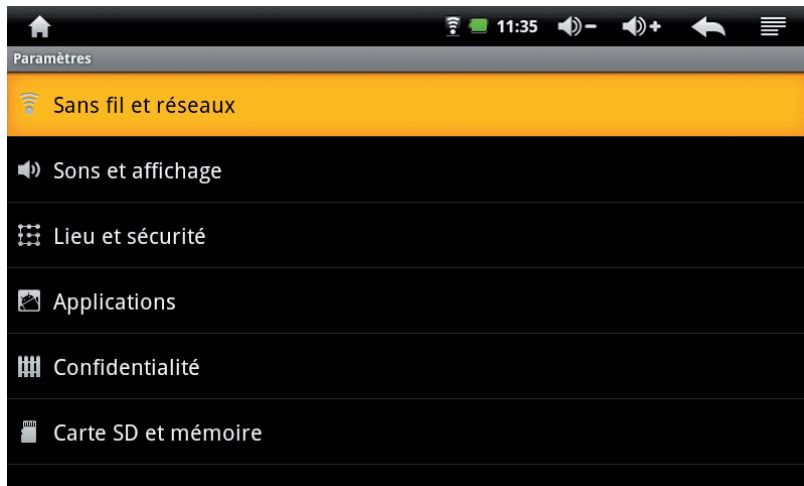 11:35
Paramètres
Sans fil et réseaux
Sons et affichage
Lieu et sécurité
Applications
Confidentialité
Carte SD et mémoire